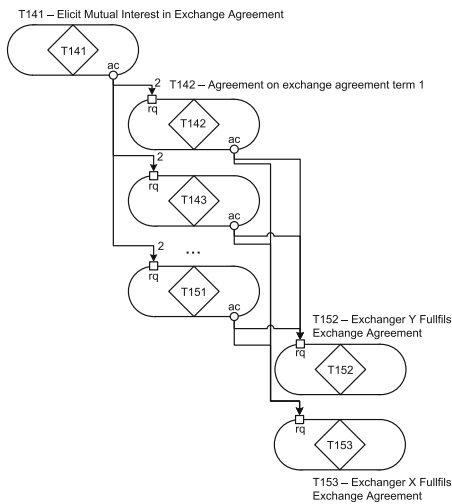 T141 – Elicit Mutual Interest in Exchange Agreement
T141
ac
2
T142 – Agreement on exchange agreement term 1
rq
T142
ac
2
rq
T143
ac
2
...
rq
T151
ac
T152 – Exchanger Y Fullfils
Exchange Agreement
rq
T152
rq
T153
T153 – Exchanger X Fullfils
Exchange Agreement